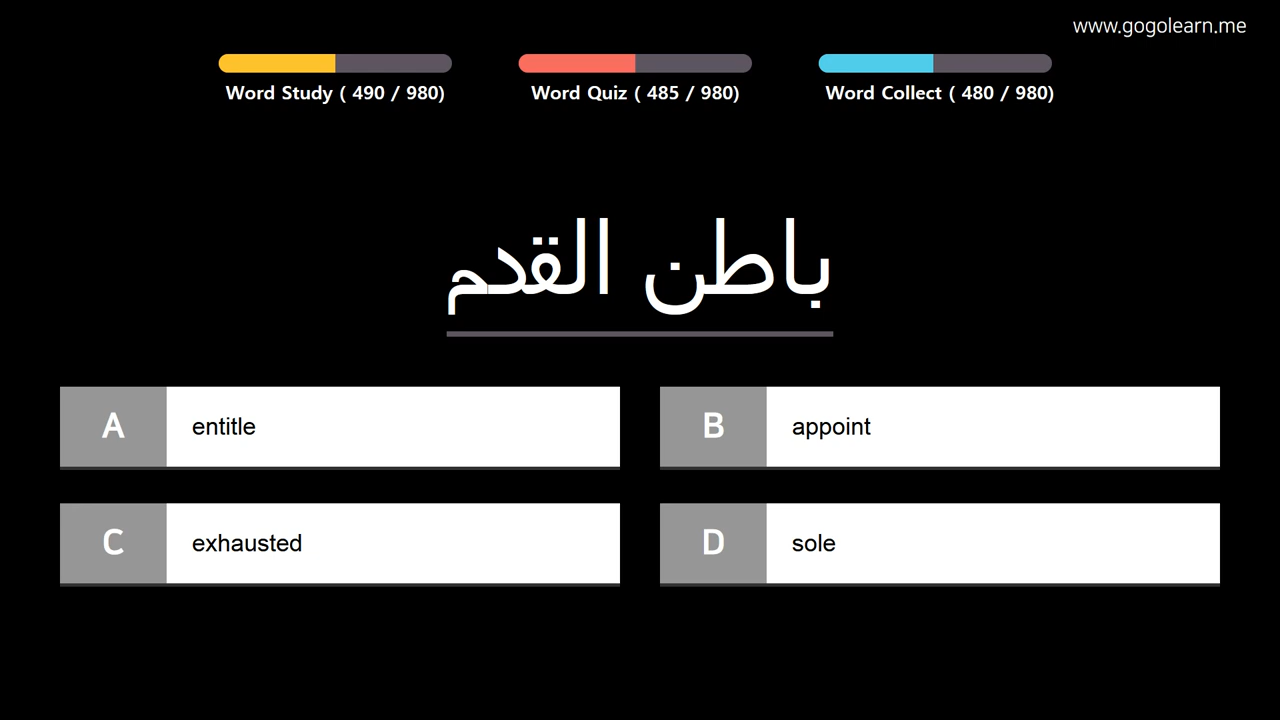 www.gogolearn.me
Word Study ( 490 / 980)
Word Quiz ( 485 / 980)
Word Collect ( 480 / 980)
باطن القدم
A entitle
B appoint
C exhausted
D sole